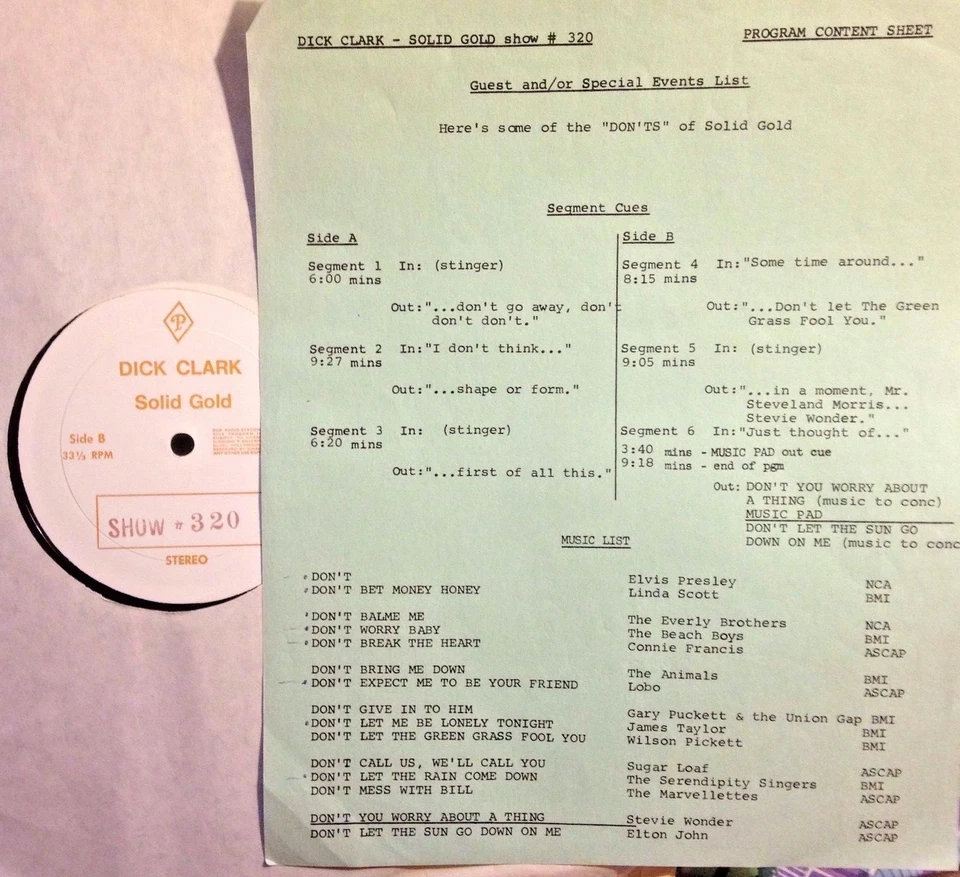 DICK CLARK - SOLID GOLD show # 320
PROGRAM CONTENT SHEET
Guest and/or Special Events List
Here's some of the "DON'TS" of Solid Gold
Segment Cues
Side A
Segment 1 In: (stinger)
6:00 mins
Out:"...don't go away, don't
don't don't."
Segment 2 In:"I don't think..."
9:27 mins
Out:"...shape or form."
Segment 3 In: (stinger)
6:20 mins
Out:"...first of all this."
Side B
Segment 4 In:"Some time around..."
8:15 mins
Out:"...Don't let The Green
Grass Fool You."
Segment 5 In: (stinger)
9:05 mins
Out:"...in a moment, Mr.
Steveland Morris...
Stevie Wonder."
Segment 6 In:"Just thought of..."
3:40 mins - MUSIC PAD out cue
9:18 mins - end of pgm
Out: DON'T YOU WORRY ABOUT
A THING (music to conc)
MUSIC PAD
DON'T LET THE SUN GO
DOWN ON ME (music to conc
MUSIC LIST
DON'T Elvis Presley NCA
DON'T BET MONEY HONEY Linda Scott BMI
DON'T BALME ME The Everly Brothers NCA
DON'T WORRY BABY The Beach Boys BMI
DON'T BREAK THE HEART Connie Francis ASCAP
DON'T BRING ME DOWN The Animals BMI
DON'T EXPECT ME TO BE YOUR FRIEND Lobo ASCAP
DON'T GIVE IN TO HIM Gary Puckett & the Union Gap BMI
DON'T LET ME BE LONELY TONIGHT James Taylor BMI
DON'T LET THE GREEN GRASS FOOL YOU Wilson Pickett BMI
DON'T CALL US, WE'LL CALL YOU Sugar Loaf ASCAP
DON'T LET THE RAIN COME DOWN The Serendipity Singers BMI
DON'T MESS WITH BILL The Marvellettes ASCAP
DON'T YOU WORRY ABOUT A THING Stevie Wonder ASCAP
DON'T LET THE SUN GO DOWN ON ME Elton John ASCAP
P
DICK CLARK
Solid Gold
Side B
33⅓ RPM
SHOW # 320
STEREO